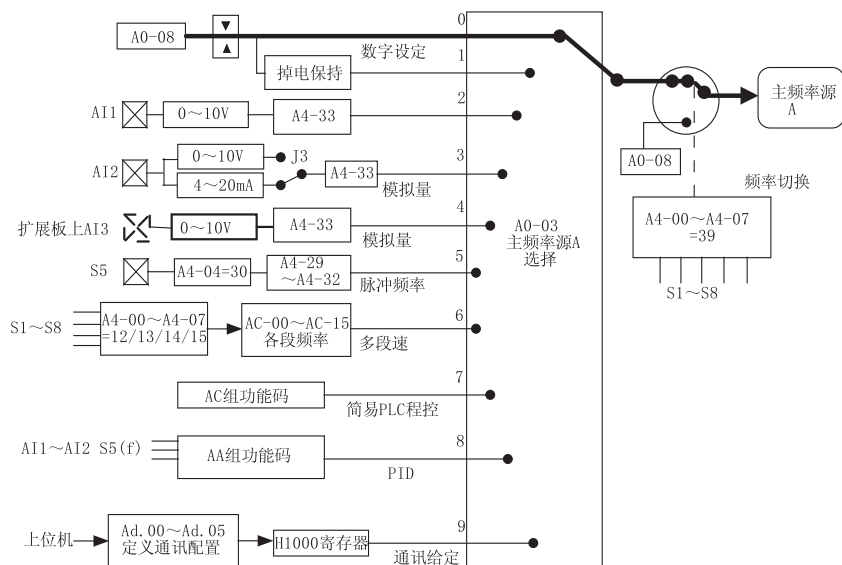 A0-08
0
数字设定
1
掉电保持
2
AI1
0～10V
A4-33
3
AI2
0～10V
J3
4～20mA
A4-33
模拟量
4
扩展板上AI3
0～10V
A4-33
模拟量
5
S5
A4-04=30
A4-29
～A4-32
脉冲频率
6
S1～S8
A4-00～A4-07
=12/13/14/15
AC-00～AC-15
各段频率
多段速
7
AC组功能码
简易PLC程控
8
AI1～AI2 S5(f)
AA组功能码
PID
9
上位机
Ad.00～Ad.05
定义通讯配置
H1000寄存器
通讯给定
A0-03
主频率源A
选择
主频率源
A
A0-08
频率切换
A4-00～A4-07
=39
S1～S8